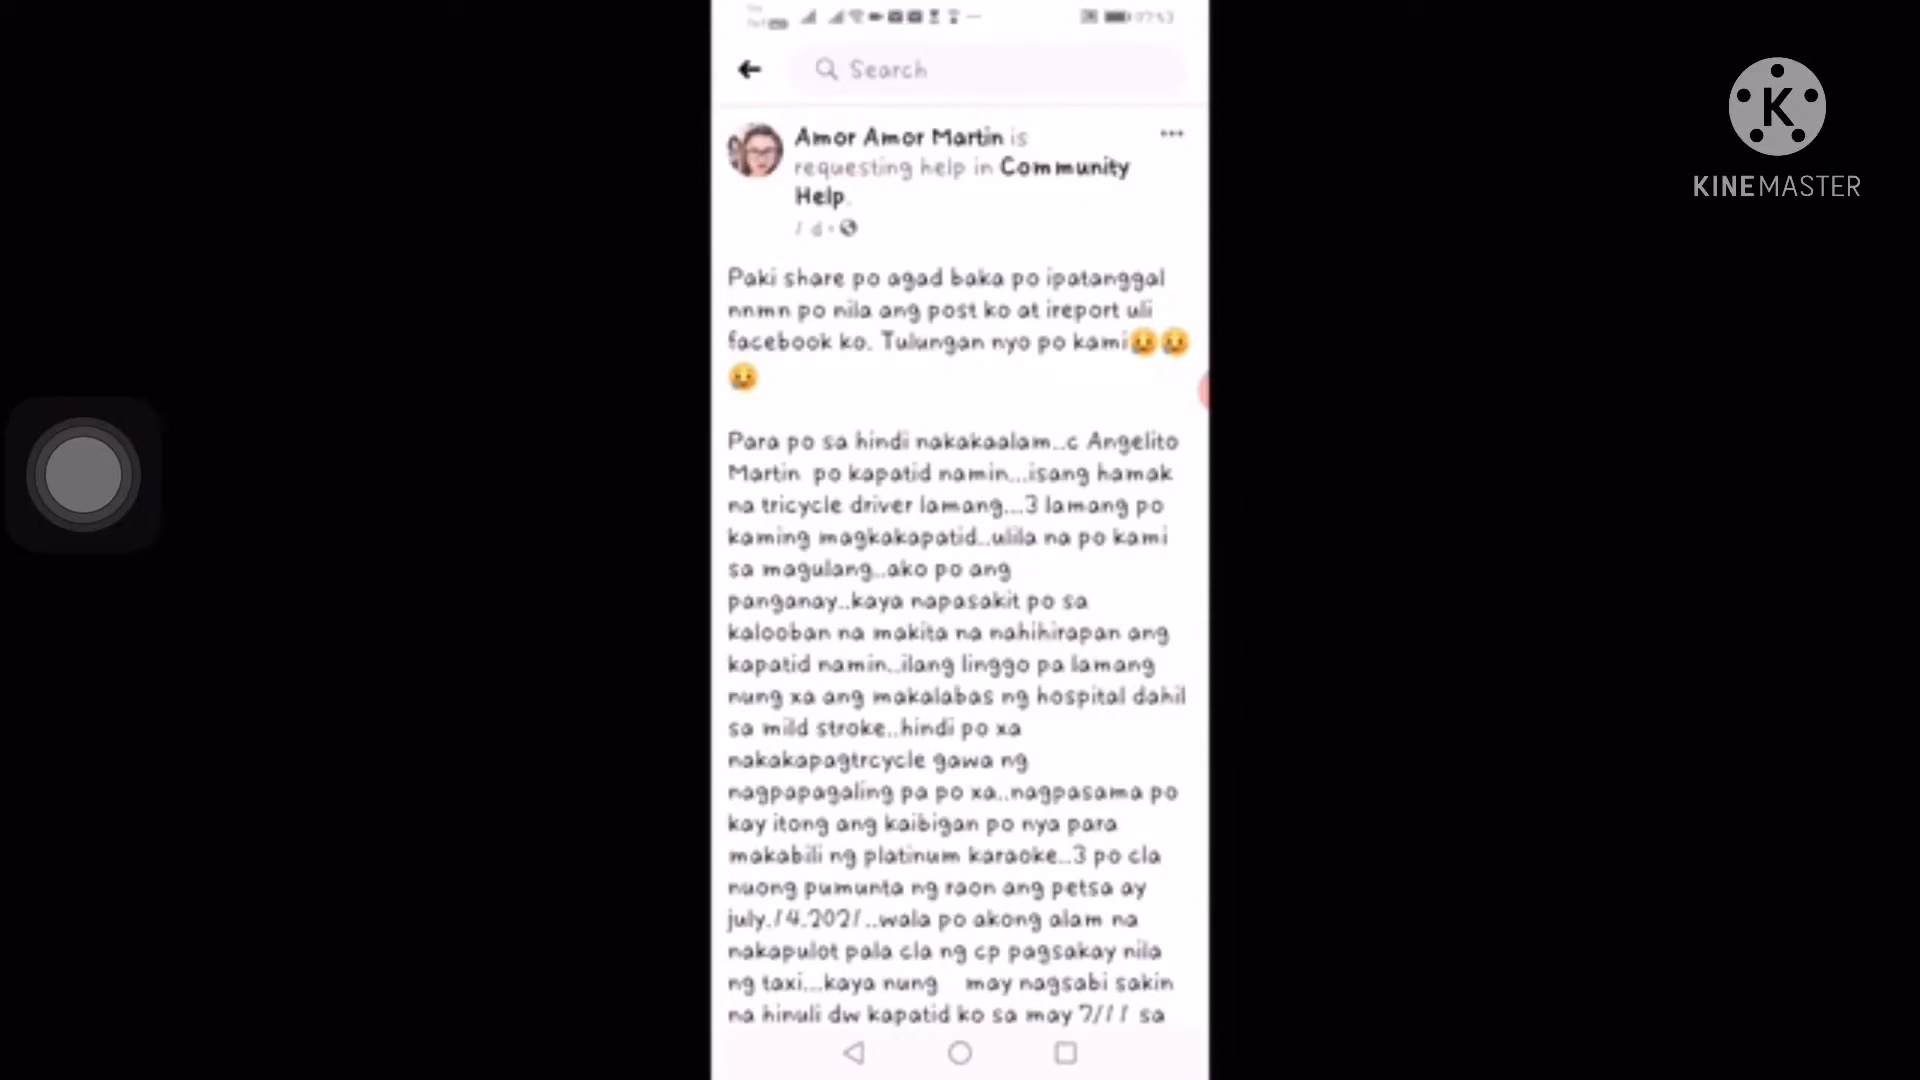 Search
Amor Amor Martin is
requesting help in Community
Help.
1 d
Paki share po agad baka po ipatanggal
nnmn po nila ang post ko at ireport uli
facebook ko. Tulungan nyo po kami😢😢
😢
Para po sa hindi nakakaalam..c Angelito
Martin po kapatid namin...isang hamak
na tricycle driver lamang...3 lamang po
kaming magkakapatid..ulila na po kami
sa magulang..ako po ang
panganay..kaya napasakit po sa
kalooban na makita na nahihirapan ang
kapatid namin..ilang linggo pa lamang
nung xa ang makalabas ng hospital dahil
sa mild stroke..hindi po xa
nakakapagtrcycle gawa ng
nagpapagaling pa po xa..nagpasama po
kay itong ang kaibigan po nya para
makabili ng platinum karaoke..3 po cla
nuong pumunta ng raon ang petsa ay
july.14.2021..wala po akong alam na
nakapulot pala cla ng cp pagsakay nila
ng taxi...kaya nung may nagsabi sakin
na hinuli dw kapatid ko sa may 7/11 sa
K
KINEMASTER